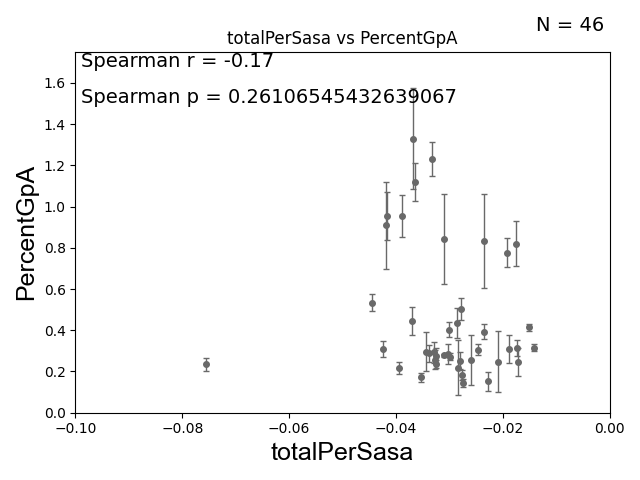 N = 46
totalPerSasa vs PercentGpA
Spearman r = -0.17
Spearman p = 0.26106545432639067
PercentGpA
1.6
1.4
1.2
1.0
0.8
0.6
0.4
0.2
0.0
−0.10
−0.08
−0.06
−0.04
−0.02
0.00
totalPerSasa